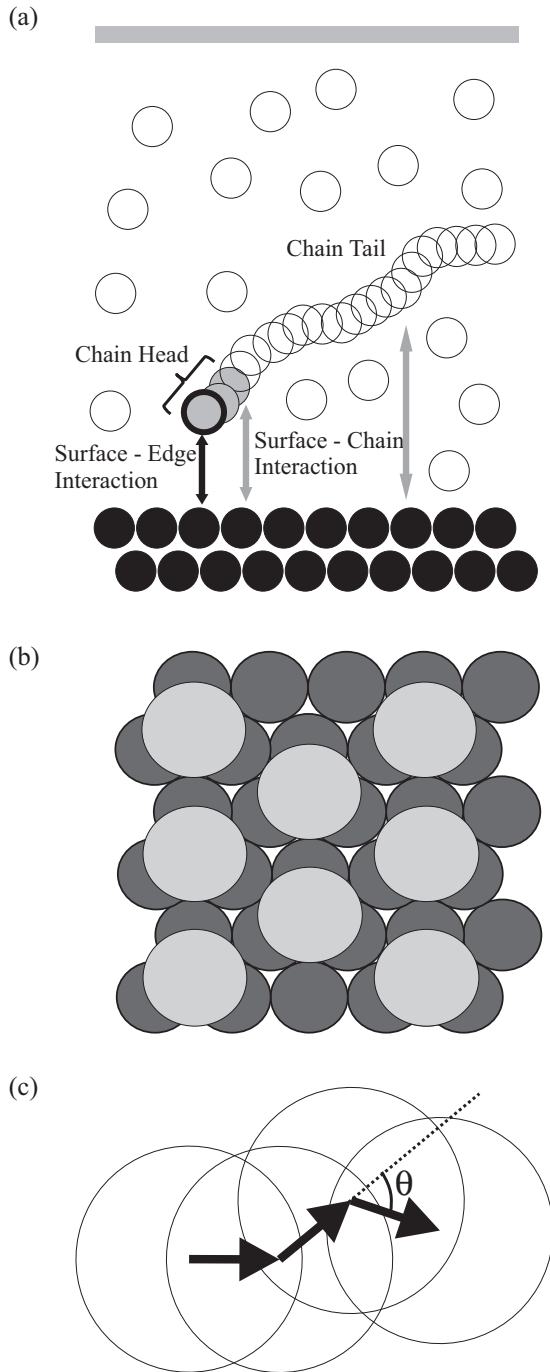 (a)
Chain Tail
Chain Head
Surface - Edge
Interaction
Surface - Chain
Interaction
(b)
(c)
θ